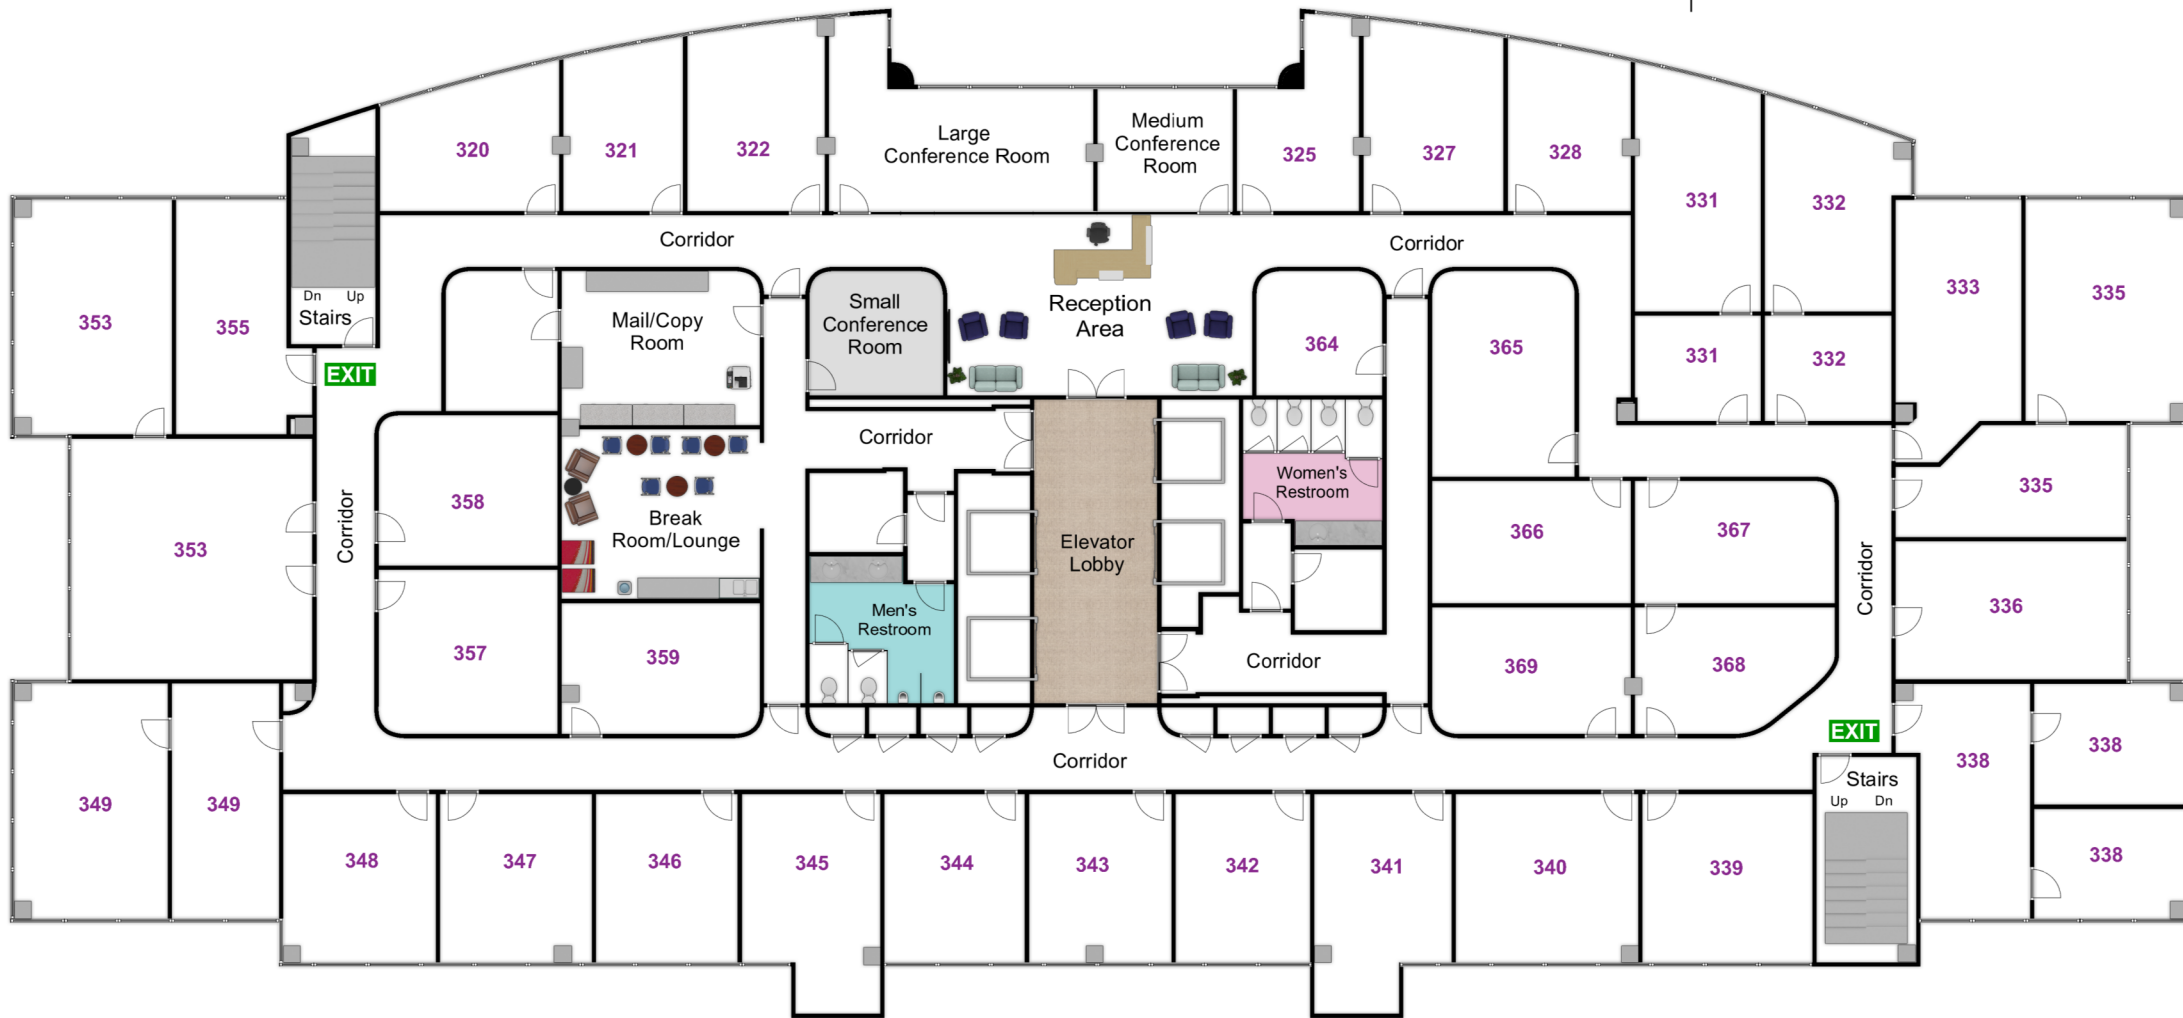 320
321
322
Large
Conference Room
Medium
Conference
Room
325
327
328
331
332
333
335
353
355
Dn Up
Stairs
EXIT
Corridor
Corridor
Mail/Copy
Room
Small
Conference
Room
Reception
Area
364
365
331
332
Corridor
358
Break
Room/Lounge
Corridor
Elevator
Lobby
Women's
Restroom
366
367
335
353
Corridor
336
357
359
Men's
Restroom
Corridor
369
368
EXIT
338
338
349
349
Corridor
Stairs
Up Dn
348
347
346
345
344
343
342
341
340
339
338